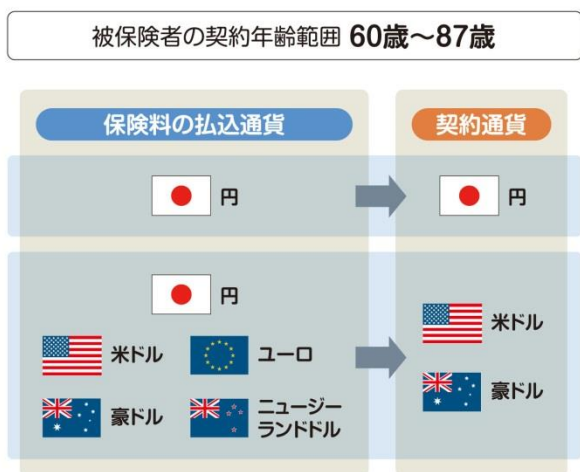 被保険者の契約年齢範囲 60歳～87歳
保険料の払込通貨
契約通貨
円
円
円
米ドル
ユーロ
豪ドル
ニュージー
ランドドル
米ドル
豪ドル